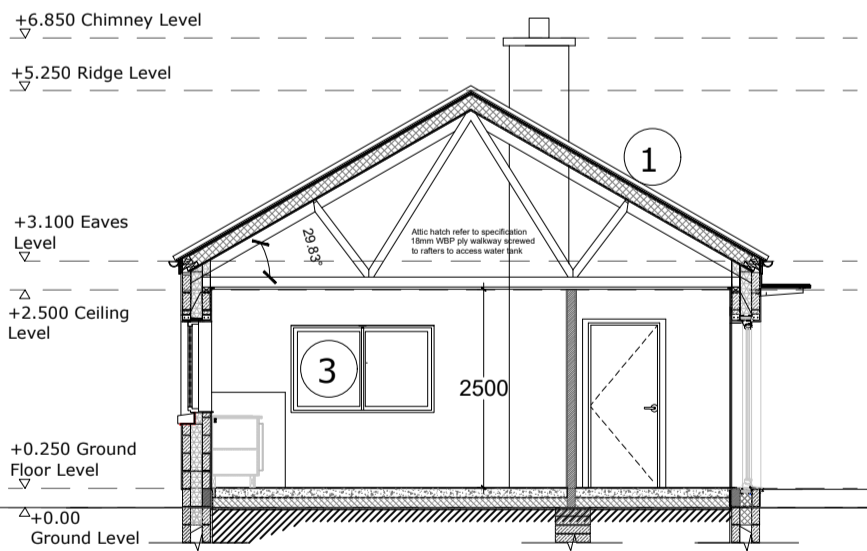 +6.850 Chimney Level
+5.250 Ridge Level
1
+3.100 Eaves
Level
29.83°
Attic hatch refer to specification
18mm WBP ply walkway screwed
to rafters to access water tank
+2.500 Ceiling
Level
3
2500
+0.250 Ground
Floor Level
+0.00
Ground Level